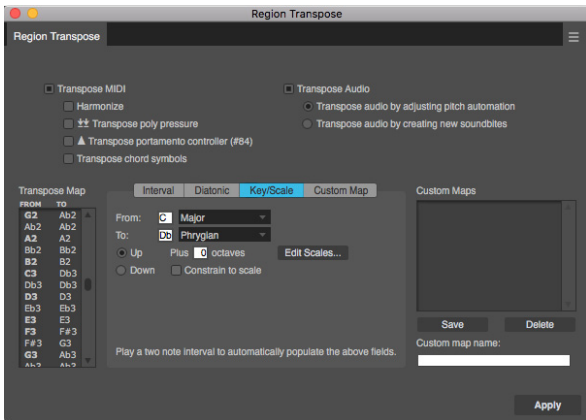 Region Transpose
Region Transpose
Transpose MIDI
Harmonize
Transpose poly pressure
Transpose portamento controller (#84)
Transpose chord symbols
Transpose Audio
Transpose audio by adjusting pitch automation
Transpose audio by creating new soundbites
Transpose Map
FROM TO
G2 Ab2
Ab2 Ab2
A2 A2
Bb2 Bb2
B2 B2
C3 Db3
Db3 Db3
D3 D3
Eb3 Eb3
E3 E3
F3 F#3
F#3 G3
G3 Ab3
Ab3 Ab3
Interval Diatonic Key/Scale Custom Map
From: C Major
To: Db Phrygian
Up Plus 0 octaves Edit Scales...
Down Constrain to scale
Play a two note interval to automatically populate the above fields.
Custom Maps
Save Delete
Custom map name:
Apply